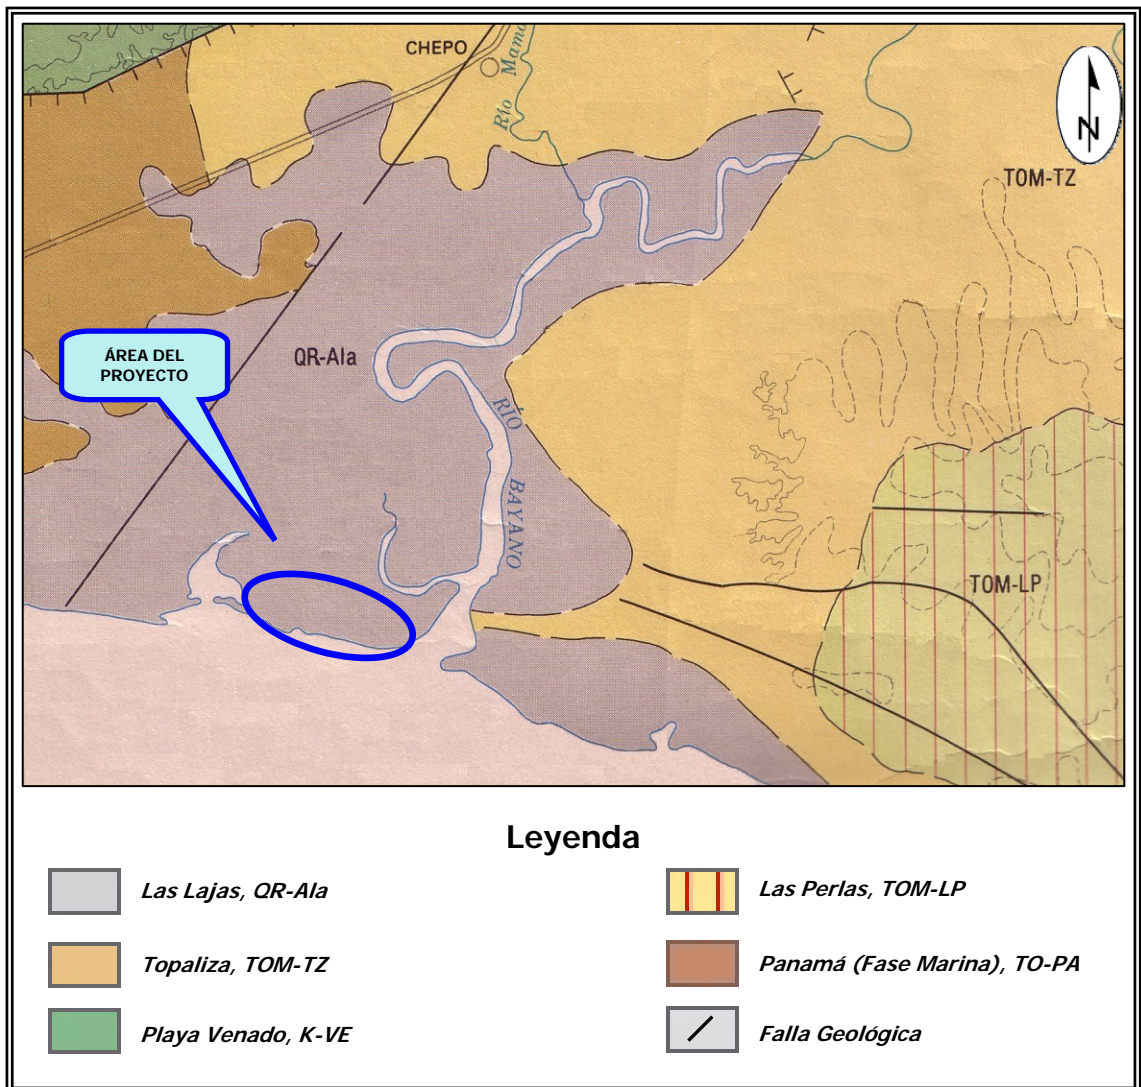 CHEPO
Río Mamo
N
TOM-TZ
ÁREA DEL
PROYECTO
QR-Ala
RÍO
BAYANO
TOM-LP
Leyenda
Las Lajas, QR-Ala
Las Perlas, TOM-LP
Topaliza, TOM-TZ
Panamá (Fase Marina), TO-PA
Playa Venado, K-VE
Falla Geológica